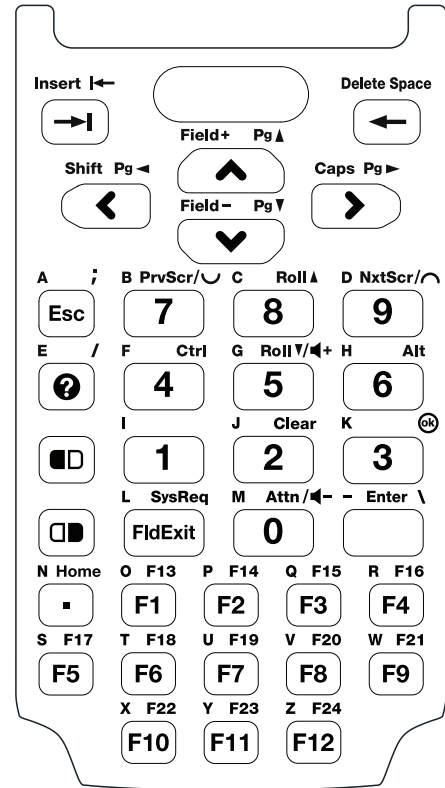 Insert |← Delete Space
→|
←
Field+ Pg▲
Shift Pg◄ Caps Pg►
Field− Pg▼
A ; B PrvScr/◡ C Roll▲ D NxtScr/◠
Esc 7 8 9
E / F Ctrl G Roll▼/◀+ H Alt
? 4 5 6
I J Clear K ok
1 2 3
L SysReq M Attn/◀− − Enter \
FldExit 0
N Home O F13 P F14 Q F15 R F16
. F1 F2 F3 F4
S F17 T F18 U F19 V F20 W F21
F5 F6 F7 F8 F9
X F22 Y F23 Z F24
F10 F11 F12